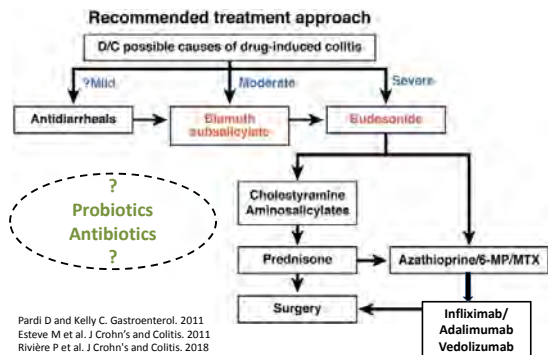 Recommended treatment approach
D/C possible causes of drug-induced colitis
?Mild
Moderate
Severe
Antidiarrheals
Bismuth
subsalicylate
Budesonide
?
Probiotics
Antibiotics
?
Cholestyramine
Aminosalicylates
Prednisone
Azathioprine/6-MP/MTX
Surgery
Infliximab/
Adalimumab
Vedolizumab
Pardi D and Kelly C. Gastroenterol. 2011
Esteve M et al. J Crohn's and Colitis. 2011
Rivière P et al. J Crohn's and Colitis. 2018